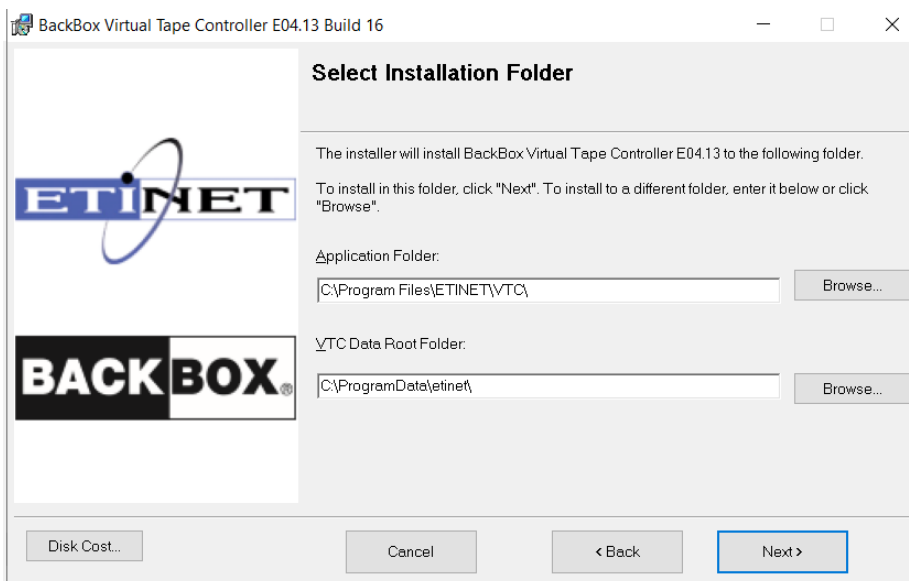 BackBox Virtual Tape Controller E04.13 Build 16
Select Installation Folder
The installer will install BackBox Virtual Tape Controller E04.13 to the following folder.
To install in this folder, click "Next". To install to a different folder, enter it below or click
"Browse".
Application Folder:
C:\Program Files\ETINET\VTC\
Browse...
VTC Data Root Folder:
C:\ProgramData\etinet\
Browse...
ETINET
BACKBOX®
Disk Cost...
Cancel
< Back
Next >